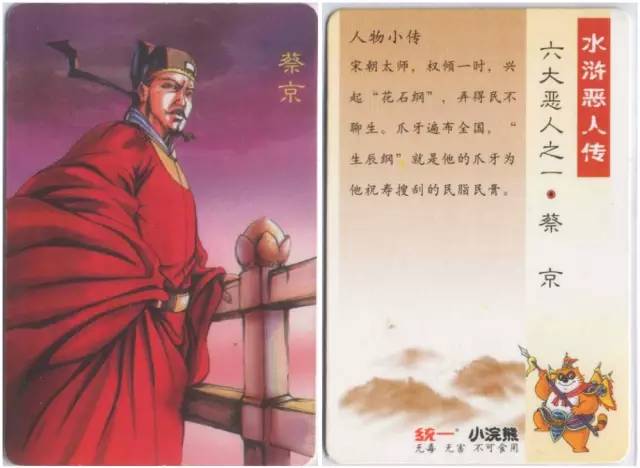 蔡京
人物小传
宋朝太师，权倾一时，兴
起“花石纲”，弄得民不
聊生。爪牙遍布全国，“
生辰纲”就是他的爪牙为
他祝寿搜刮的民脂民膏。
水浒恶人传
六大恶人之一·蔡京
统一 小浣熊
无毒 无害 不可食用